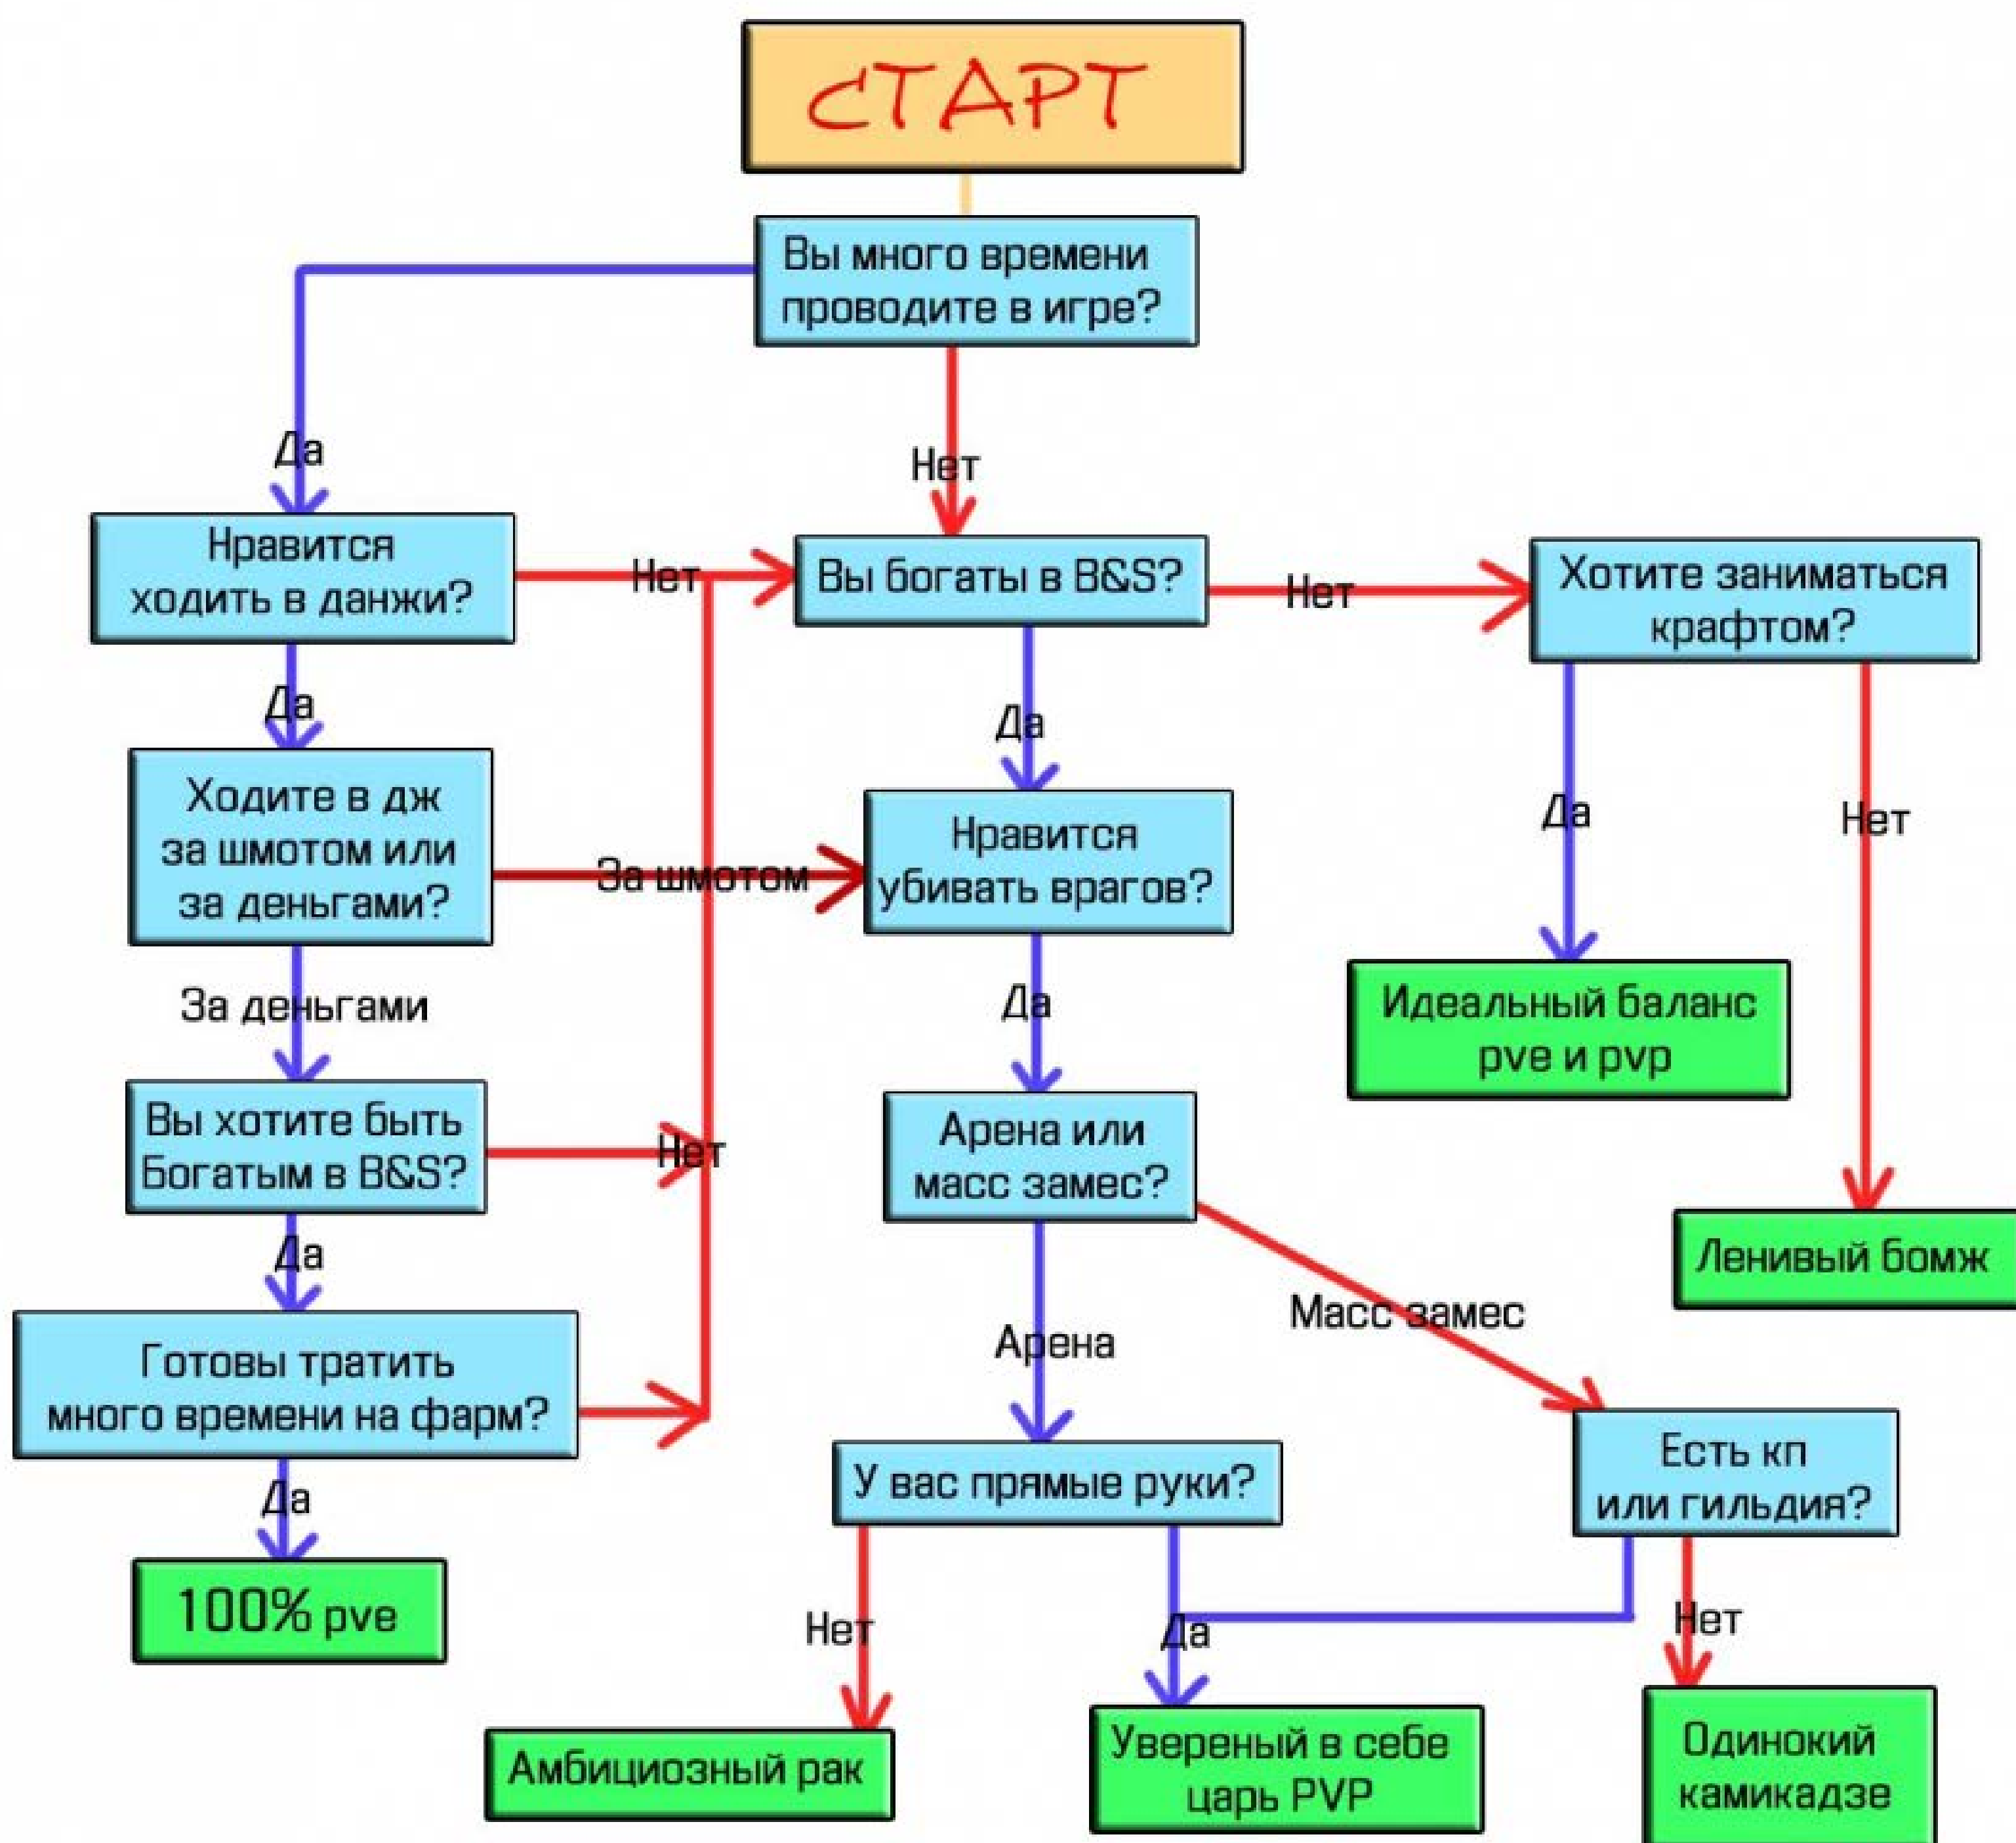 СТАРТ
Вы много времени
проводите в игре?
Да
Нет
Нравится
ходить в данжи?
Нет
Вы богаты в B&S?
Нет
Хотите заниматься
крафтом?
Да
Да
Да
Нет
Ходите в дж
за шмотом или
за деньгами?
За шмотом
Нравится
убивать врагов?
За деньгами
Да
Идеальный баланс
pve и pvp
Вы хотите быть
Богатым в B&S?
Нет
Арена или
масс замес?
Да
Ленивый бомж
Масс замес
Арена
Готовы тратить
много времени на фарм?
Да
У вас прямые руки?
Есть кп
или гильдия?
100% pve
Нет
Да
Нет
Амбициозный рак
Увереный в себе
царь PVP
Одинокий
камикадзе